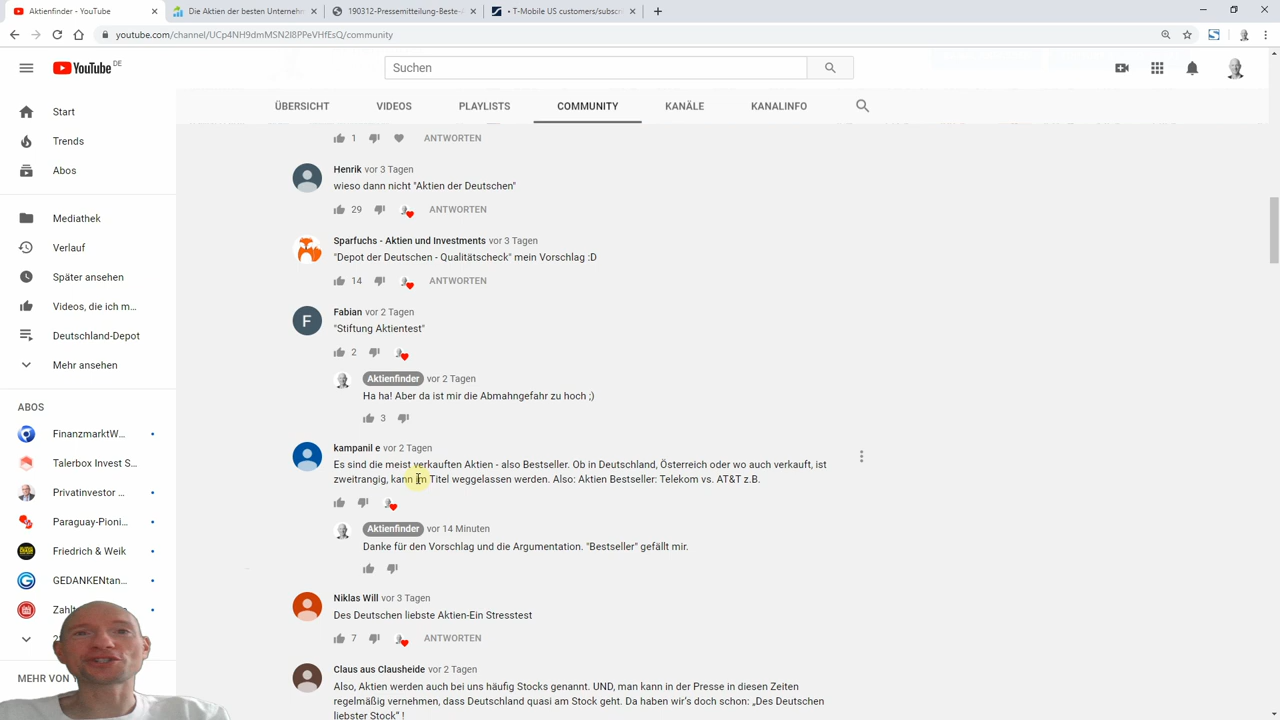 Aktienfinder - YouTube
Die Aktien der besten Unternehm
190312-Pressemitteilung-Beste-A
• T-Mobile US customers/subscri
youtube.com/channel/UCp4NH9dmMSN2I8PPeVHfEsQ/community
YouTube DE
Suchen
ÜBERSICHT VIDEOS PLAYLISTS COMMUNITY KANÄLE KANALINFO
Start
Trends
Abos
Mediathek
Verlauf
Später ansehen
Videos, die ich m...
Deutschland-Depot
Mehr ansehen
ABOS
FinanzmarktW...
Talerbox Invest S...
Privatinvestor ...
Paraguay-Pioni...
Friedrich & Weik
GEDANKENtan...
MEHR VON
1 ANTWORTEN
Henrik vor 3 Tagen
wieso dann nicht "Aktien der Deutschen"
29 ANTWORTEN
Sparfuchs - Aktien und Investments vor 3 Tagen
"Depot der Deutschen - Qualitätscheck" mein Vorschlag :D
14 ANTWORTEN
F
Fabian vor 2 Tagen
"Stiftung Aktientest"
2
Aktienfinder vor 2 Tagen
Ha ha! Aber da ist mir die Abmahngefahr zu hoch ;)
3
kampanil e vor 2 Tagen
Es sind die meist verkauften Aktien - also Bestseller. Ob in Deutschland, Österreich oder wo auch verkauft, ist
zweitrangig, kann im Titel weggelassen werden. Also: Aktien Bestseller: Telekom vs. AT&T z.B.
Aktienfinder vor 14 Minuten
Danke für den Vorschlag und die Argumentation. "Bestseller" gefällt mir.
Niklas Will vor 3 Tagen
Des Deutschen liebste Aktien-Ein Stresstest
7 ANTWORTEN
Claus aus Clausheide vor 2 Tagen
Also, Aktien werden auch bei uns häufig Stocks genannt. UND, man kann in der Presse in diesen Zeiten
regelmäßig vernehmen, dass Deutschland quasi am Stock geht. Da haben wir's doch schon: „Des Deutschen
liebster Stock“ !